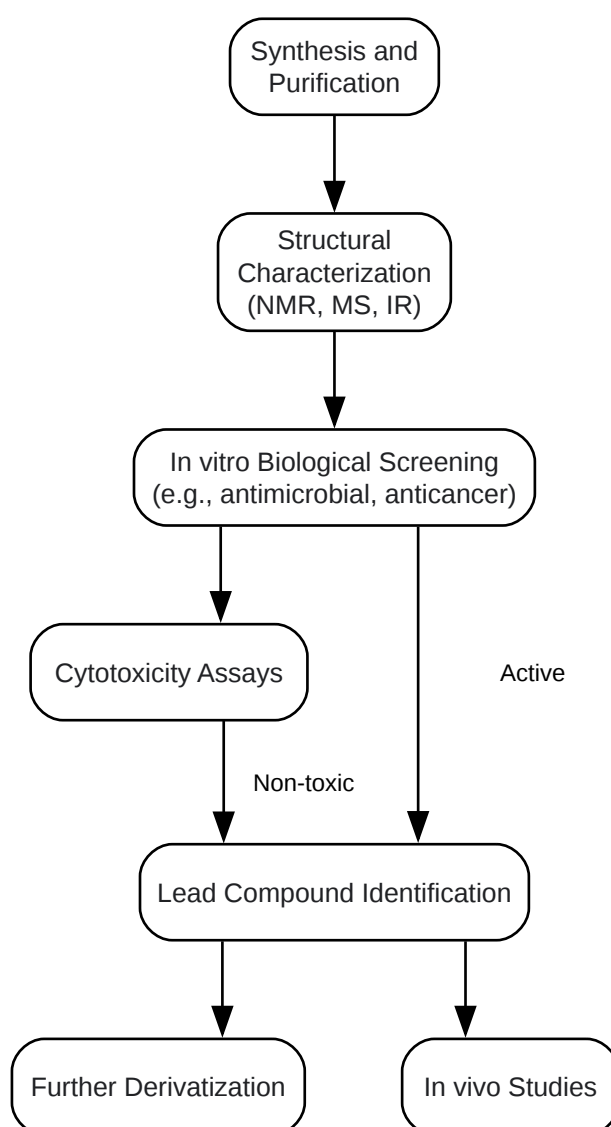 Synthesis and
Purification
Structural
Characterization
(NMR, MS, IR)
In vitro Biological Screening
(e.g., antimicrobial, anticancer)
Cytotoxicity Assays
Active
Non-toxic
Lead Compound Identification
Further Derivatization
In vivo Studies